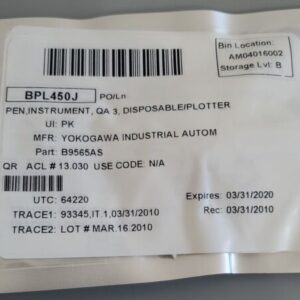 Bin Location:
AM04016002
Storage Lvl: B
BPL450J PO/Ln
PEN,INSTRUMENT, QA 3, DISPOSABLE/PLOTTER
UI: PK
MFR: YOKOGAWA INDUSTRIAL AUTOM
Part: B9565AS
QR ACL # 13.030 USE CODE: N/A
UTC: 64220
Expires: 03/31/2020
TRACE1: 93345,IT.1,03/31/2010
Rec: 03/31/2010
TRACE2: LOT # MAR.16.2010